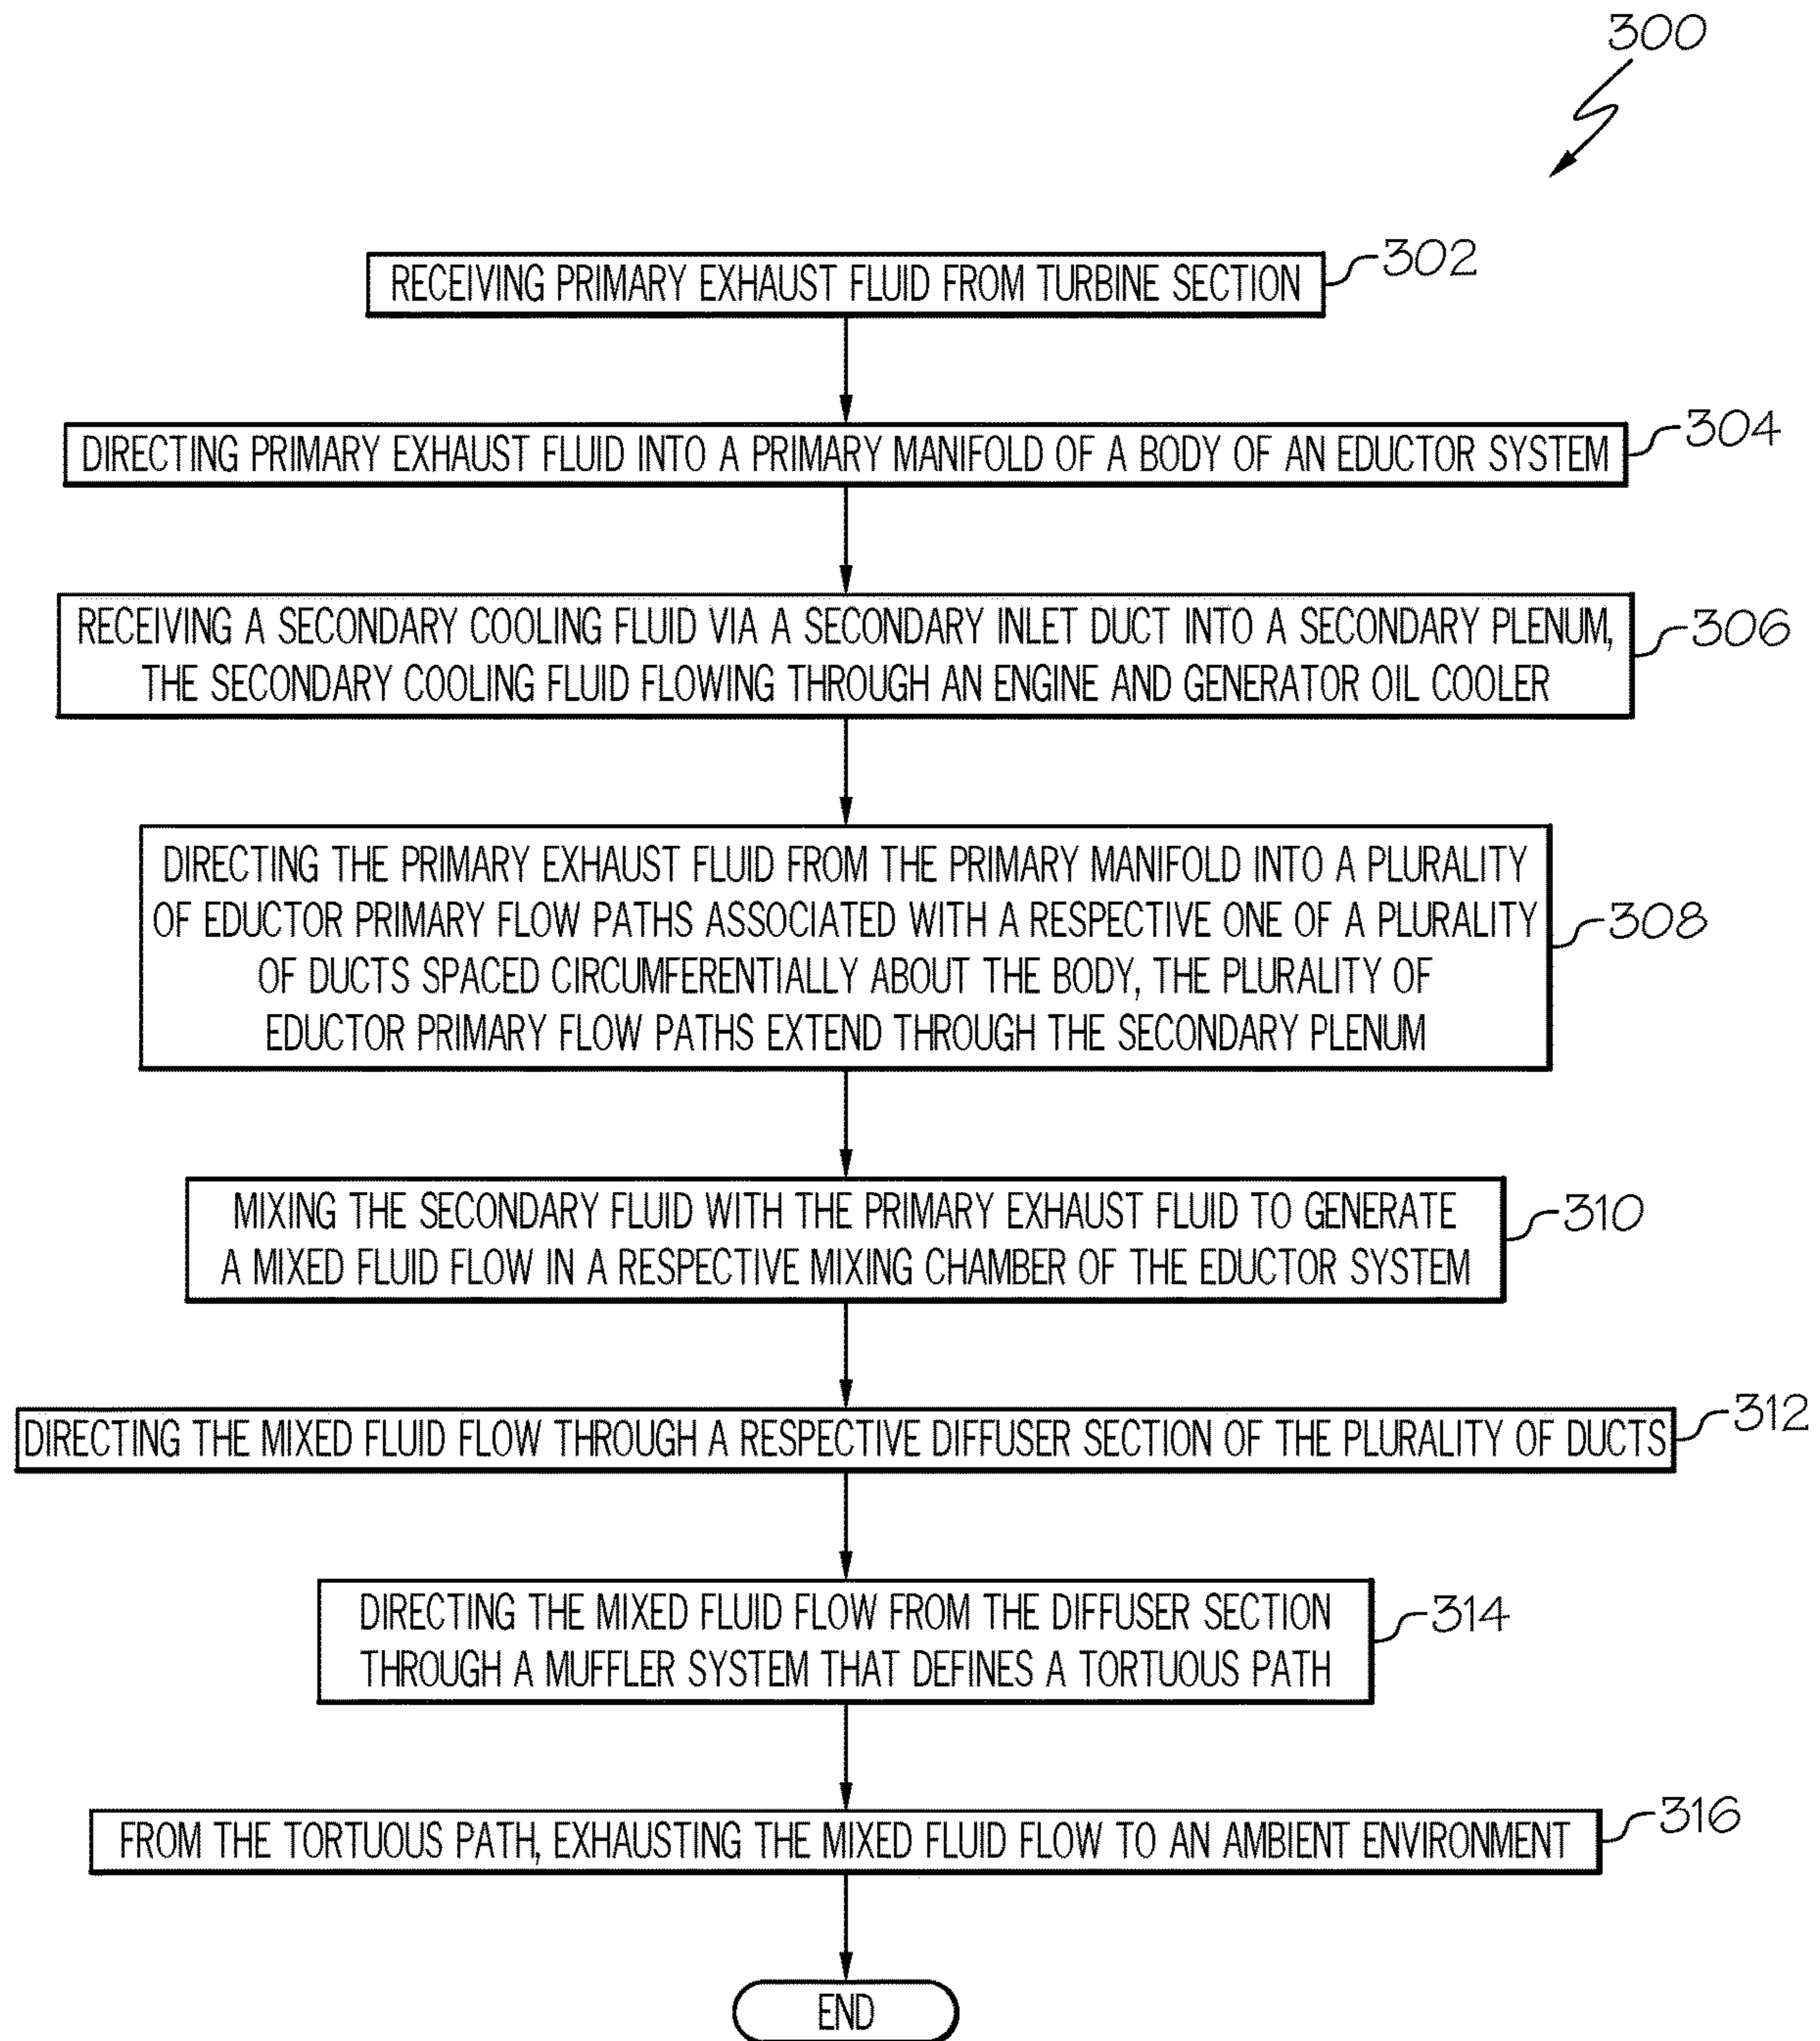 300
RECEIVING PRIMARY EXHAUST FLUID FROM TURBINE SECTION
302
DIRECTING PRIMARY EXHAUST FLUID INTO A PRIMARY MANIFOLD OF A BODY OF AN EDUCTOR SYSTEM
304
RECEIVING A SECONDARY COOLING FLUID VIA A SECONDARY INLET DUCT INTO A SECONDARY PLENUM,
THE SECONDARY COOLING FLUID FLOWING THROUGH AN ENGINE AND GENERATOR OIL COOLER
306
DIRECTING THE PRIMARY EXHAUST FLUID FROM THE PRIMARY MANIFOLD INTO A PLURALITY
OF EDUCTOR PRIMARY FLOW PATHS ASSOCIATED WITH A RESPECTIVE ONE OF A PLURALITY
OF DUCTS SPACED CIRCUMFERENTIALLY ABOUT THE BODY, THE PLURALITY OF
EDUCTOR PRIMARY FLOW PATHS EXTEND THROUGH THE SECONDARY PLENUM
308
MIXING THE SECONDARY FLUID WITH THE PRIMARY EXHAUST FLUID TO GENERATE
A MIXED FLUID FLOW IN A RESPECTIVE MIXING CHAMBER OF THE EDUCTOR SYSTEM
310
DIRECTING THE MIXED FLUID FLOW THROUGH A RESPECTIVE DIFFUSER SECTION OF THE PLURALITY OF DUCTS
312
DIRECTING THE MIXED FLUID FLOW FROM THE DIFFUSER SECTION
THROUGH A MUFFLER SYSTEM THAT DEFINES A TORTUOUS PATH
314
FROM THE TORTUOUS PATH, EXHAUSTING THE MIXED FLUID FLOW TO AN AMBIENT ENVIRONMENT
316
END